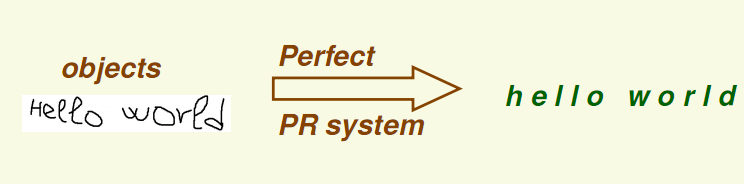 objects
Hello world
Perfect
PR system
hello world